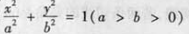 x²/a² + y²/b² = 1(a > b > 0)